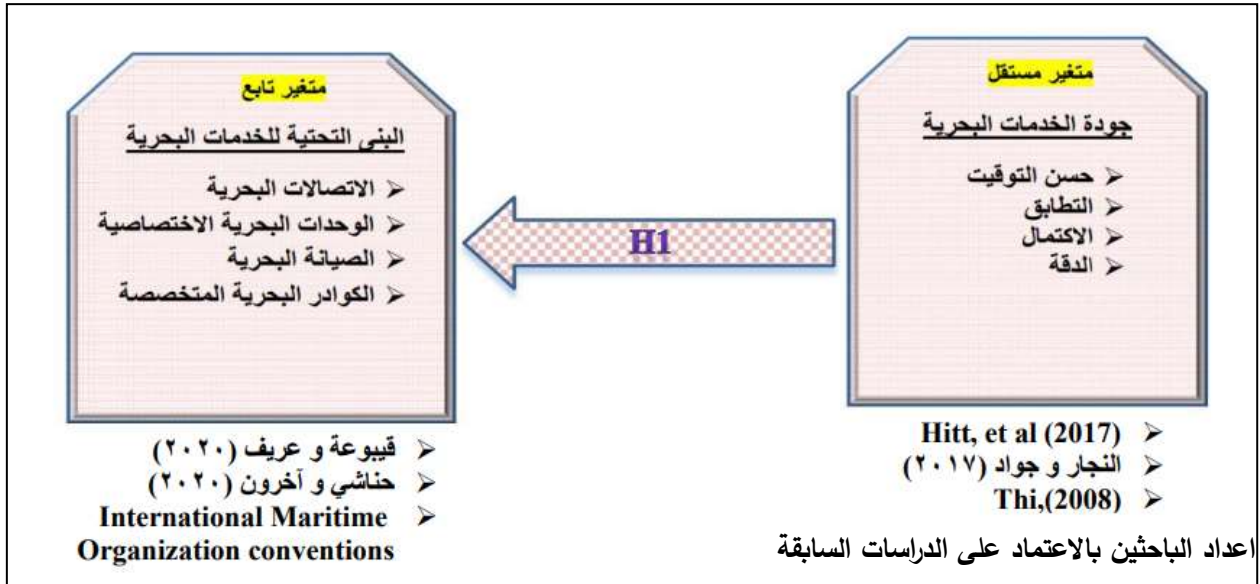 متغير مستقل
جودة الخدمات البحرية
⮚ حسن التوقيت
⮚ التطابق
⮚ الاكتمال
⮚ الدقة
H1
متغير تابع
البنى التحتية للخدمات البحرية
⮚ الاتصالات البحرية
⮚ الوحدات البحرية الاختصاصية
⮚ الصيانة البحرية
⮚ الكوادر البحرية المتخصصة
⮚ Hitt, et al (2017)
⮚ النجار و جواد (٢٠١٧)
⮚ Thi,(2008)
⮚ قيبوعة و عريف (٢٠٢٠)
⮚ حناشي و آخرون (٢٠٢٠)
⮚ International Maritime
Organization conventions
اعداد الباحثين بالاعتماد على الدراسات السابقة